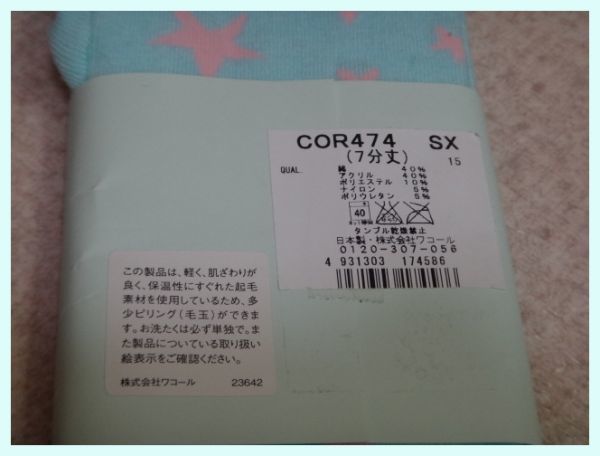 COR474 SX
(7分丈) 15
QUAL. 綿 40%
アクリル 40%
ポリエステル 10%
ナイロン 5%
ポリウレタン 5%
40
タンブル乾燥禁止
日本製・株式会社ワコール
0120-307-056
4 931303 174586
この製品は、軽く、肌ざわりが
良く、保温性にすぐれた起毛
素材を使用しているため、多
少ピリング(毛玉)ができま
す。お洗たくは必ず単独で。ま
た製品についている取り扱い
絵表示をご確認ください。
株式会社ワコール 23642